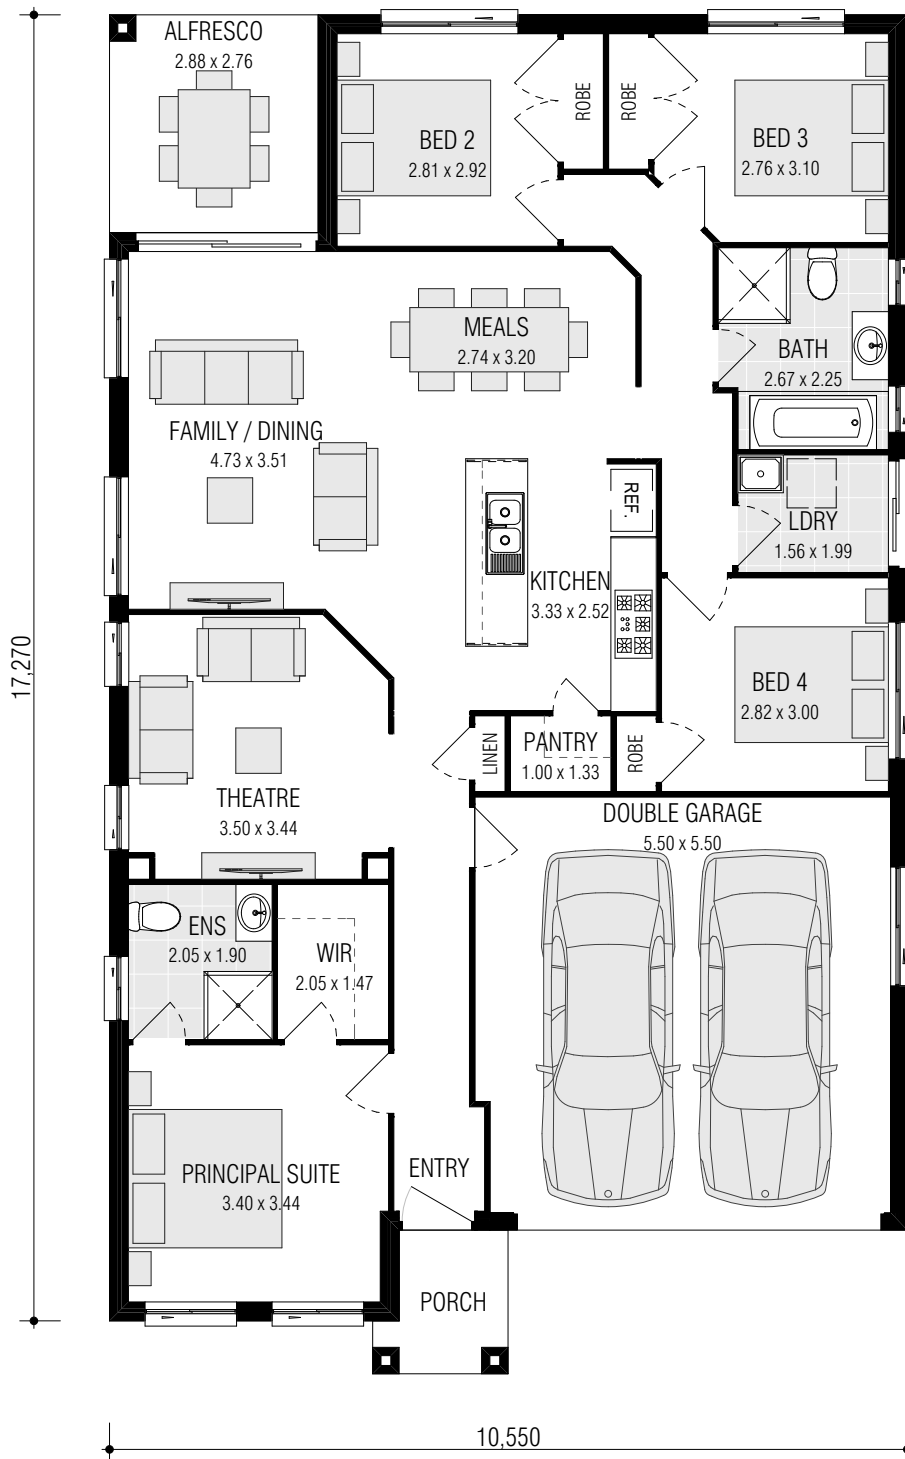 ALFRESCO
2.88 x 2.76
BED 2
2.81 x 2.92
ROBE
ROBE
BED 3
2.76 x 3.10
MEALS
2.74 x 3.20
BATH
2.67 x 2.25
FAMILY / DINING
4.73 x 3.51
REF.
LDRY
1.56 x 1.99
KITCHEN
3.33 x 2.52
17,270
BED 4
2.82 x 3.00
LINEN
PANTRY
1.00 x 1.33
ROBE
THEATRE
3.50 x 3.44
DOUBLE GARAGE
5.50 x 5.50
ENS
2.05 x 1.90
WIR
2.05 x 1.47
PRINCIPAL SUITE
3.40 x 3.44
ENTRY
PORCH
10,550